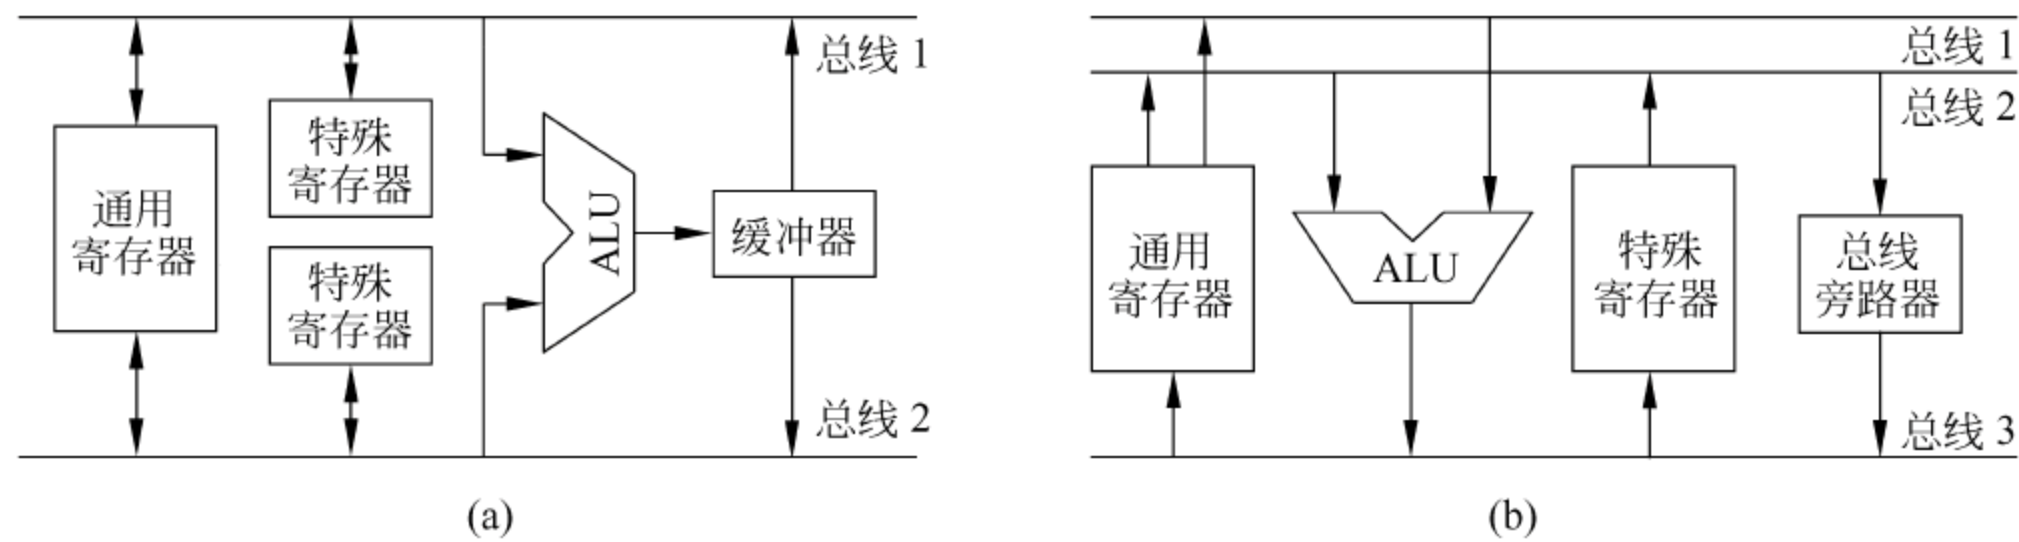 总线 1
特殊
寄存器
通用
寄存器
特殊
寄存器
ALU
缓冲器
总线 2
(a)
总线 1
总线 2
通用
寄存器
ALU
特殊
寄存器
总线
旁路器
总线 3
(b)